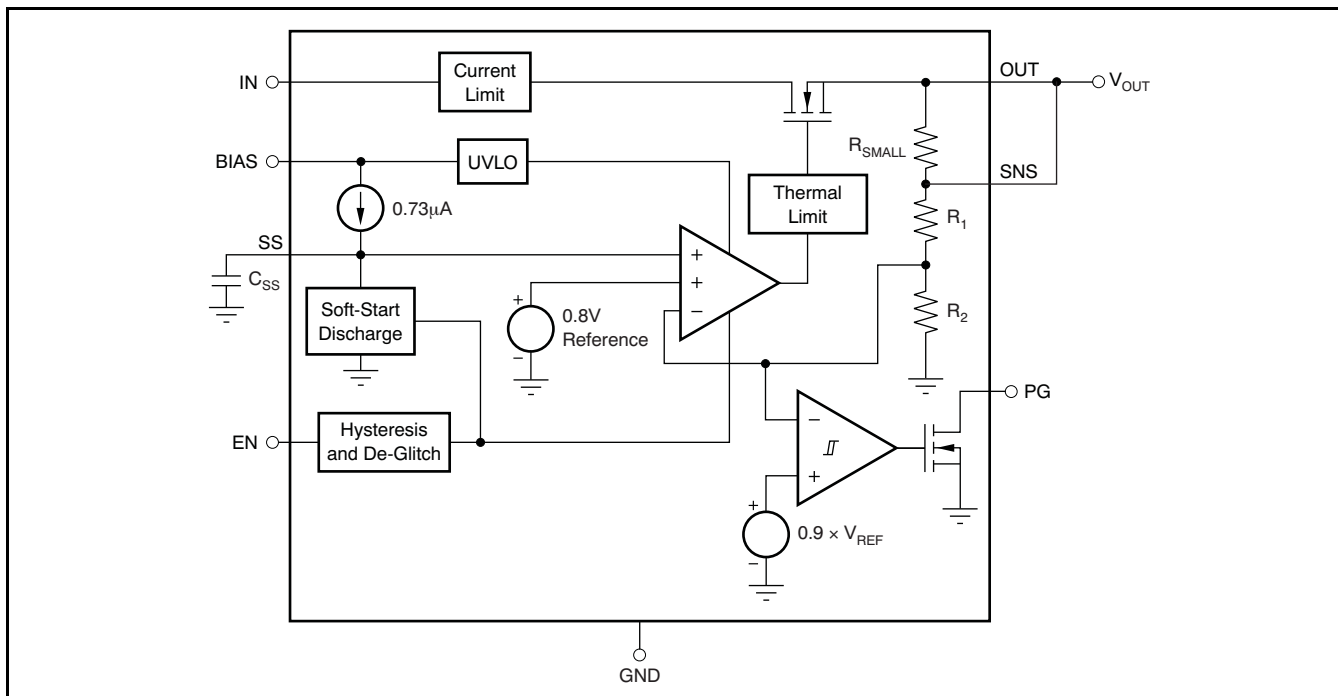 IN
Current
Limit
OUT
V_OUT
BIAS
UVLO
R_SMALL
SNS
0.73µA
Thermal
Limit
R_1
SS
C_SS
+
+
−
Soft-Start
Discharge
+
0.8V
Reference
−
R_2
PG
EN
Hysteresis
and De-Glitch
−
+
+
0.9 × V_REF
−
GND